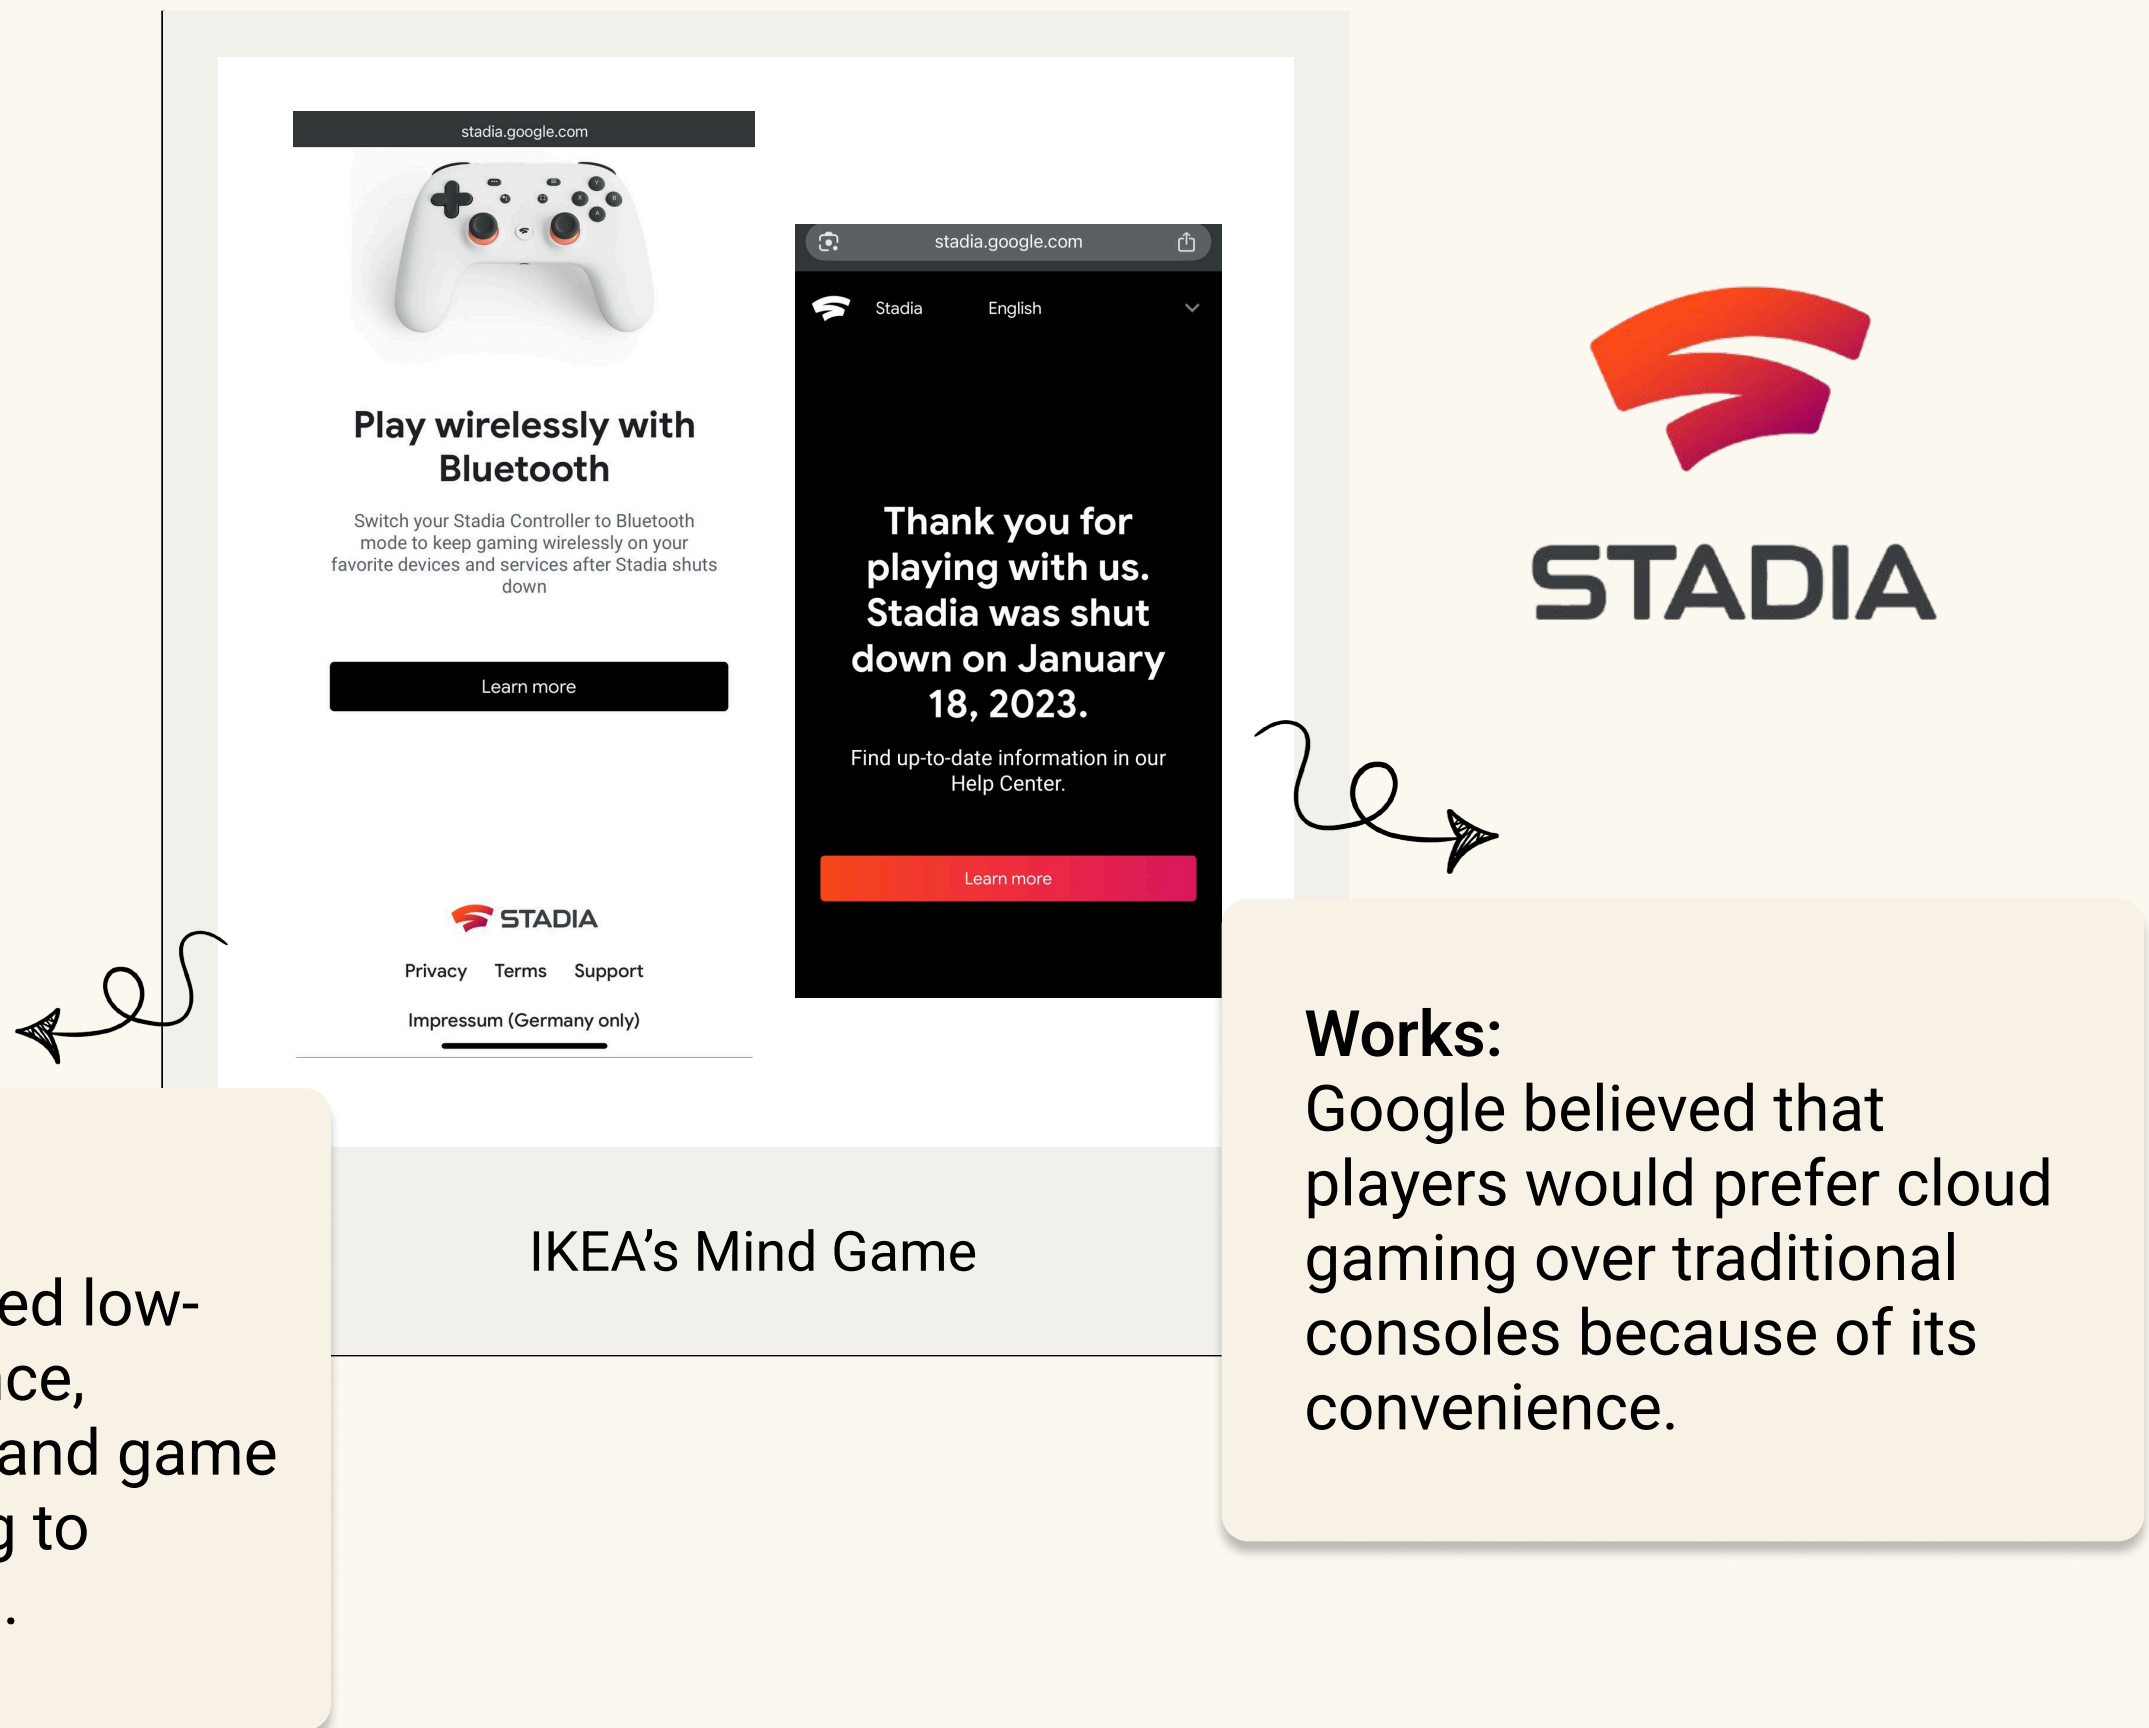 stadia.google.com
Play wirelessly with
Bluetooth
Switch your Stadia Controller to Bluetooth
mode to keep gaming wirelessly on your
favorite devices and services after Stadia shuts
down
Learn more
STADIA
Privacy Terms Support
Impressum (Germany only)
stadia.google.com
Stadia English
Thank you for
playing with us.
Stadia was shut
down on January
18, 2023.
Find up-to-date information in our
Help Center.
Learn more
STADIA
IKEA’s Mind Game
low-
and game
to
.
Works:
Google believed that
players would prefer cloud
gaming over traditional
consoles because of its
convenience.